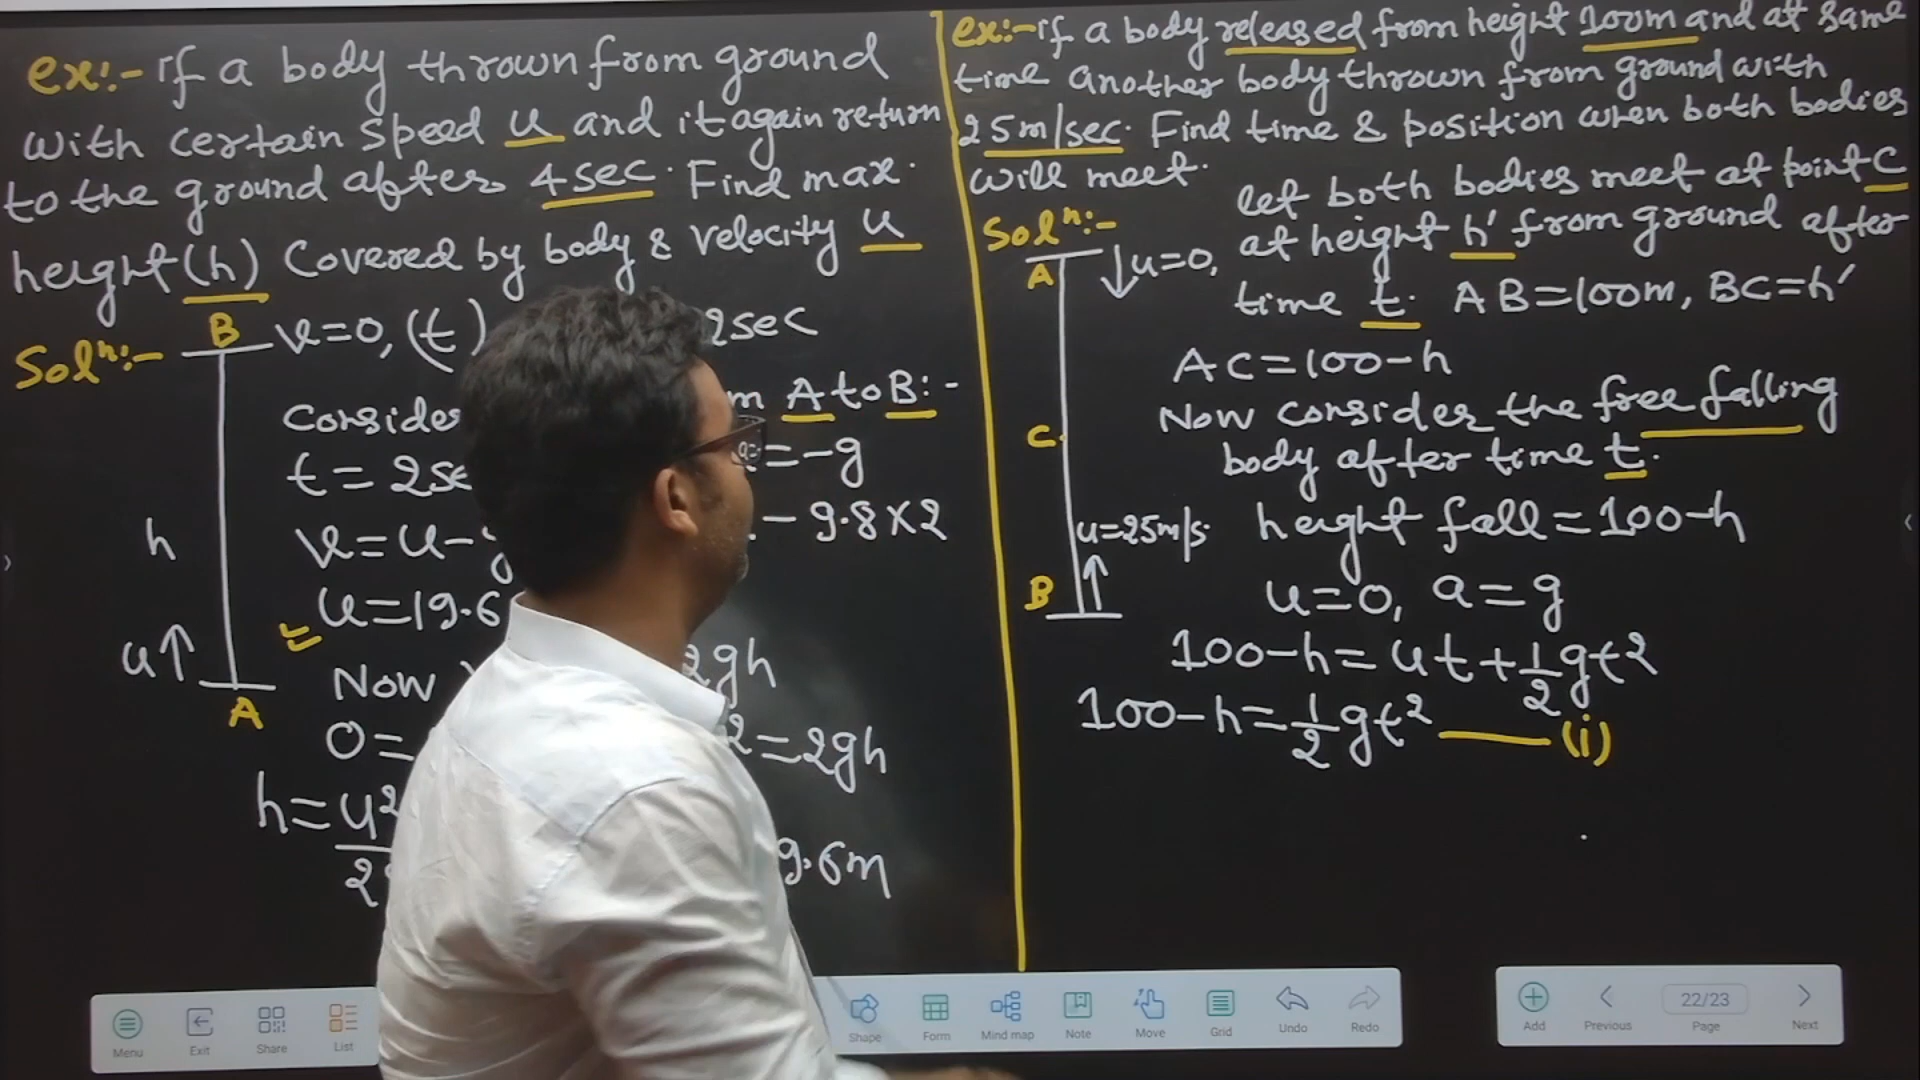 ex:- if a body thrown from ground
with certain speed u and it again return
to the ground after 4sec. Find max.
height (h) covered by body & velocity u
Solⁿ:-
B
v=0, (t)
2sec
Consider
m A to B:-
t = 2se
a=-g
v=u-g
- 9.8×2
u=19.6
h
u↑
A
Now
2gh
0=
2=2gh
h=u²
2g
9.6m
ex:- if a body released from height 100m and at same
time another body thrown from ground with
25m/sec. Find time & position when both bodies
will meet.
Solⁿ:-
let both bodies meet at point C
at height h' from ground after
time t. AB=100m, BC=h'
A
↓u=0,
AC=100-h
Now consider the free falling
body after time t.
C
u=25m/s.
height fall=100-h
B
u=0, a=g
100-h=ut+1/2gt²
100-h=1/2gt² —— (i)
Menu
Exit
Share
List
Shape
Form
Mind map
Note
Move
Grid
Undo
Redo
Add
Previous
22/23
Page
Next